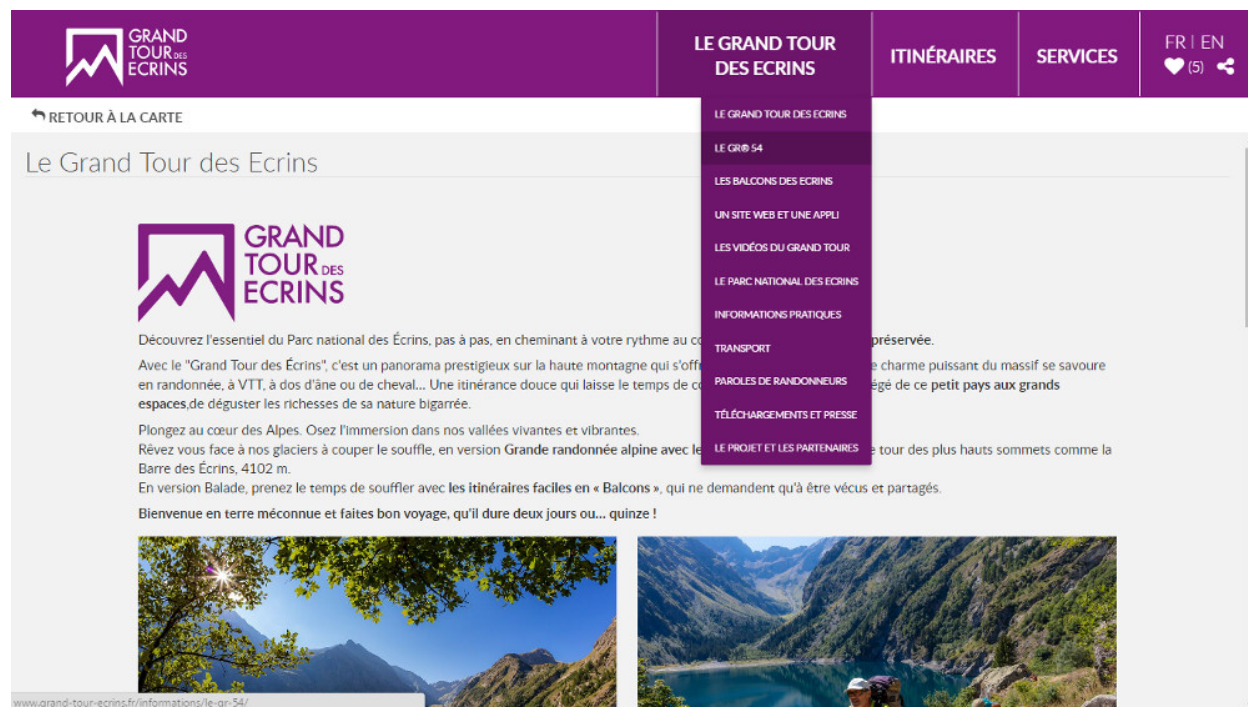 GRAND
TOUR DES
ECRINS
LE GRAND TOUR
DES ECRINS
ITINÉRAIRES
SERVICES
FR | EN
(5)
RETOUR À LA CARTE
LE GRAND TOUR DES ECRINS
LE GR® 54
LES BALCONS DES ECRINS
UN SITE WEB ET UNE APPLI
LES VIDÉOS DU GRAND TOUR
LE PARC NATIONAL DES ECRINS
INFORMATIONS PRATIQUES
TRANSPORT
PAROLES DE RANDONNEURS
TÉLÉCHARGEMENTS ET PRESSE
LE PROJET ET LES PARTENAIRES
Le Grand Tour des Ecrins
GRAND
TOUR DES
ECRINS
Découvrez l'essentiel du Parc national des Écrins, pas à pas, en cheminant à votre rythme au préservée.
Avec le "Grand Tour des Écrins", c'est un panorama prestigieux sur la haute montagne qui charme puissant du massif se savoure
en randonnée, à VTT, à dos d'âne ou de cheval... Une itinérance douce qui laisse le temps de de ce petit pays aux grands
espaces,de déguster les richesses de sa nature bigarrée.
Plongez au cœur des Alpes. Osez l'immersion dans nos vallées vivantes et vibrantes.
Rêvez vous face à nos glaciers à couper le souffle, en version Grande randonnée alpine avec tour des plus hauts sommets comme la
Barre des Écrins, 4102 m.
En version Balade, prenez le temps de souffler avec les itinéraires faciles en « Balcons », qui ne demandent qu'à être vécus et partagés.
Bienvenue en terre méconnue et faites bon voyage, qu'il dure deux jours ou... quinze !
www.grand-tour-ecrins.fr/informations/le-gr-54/